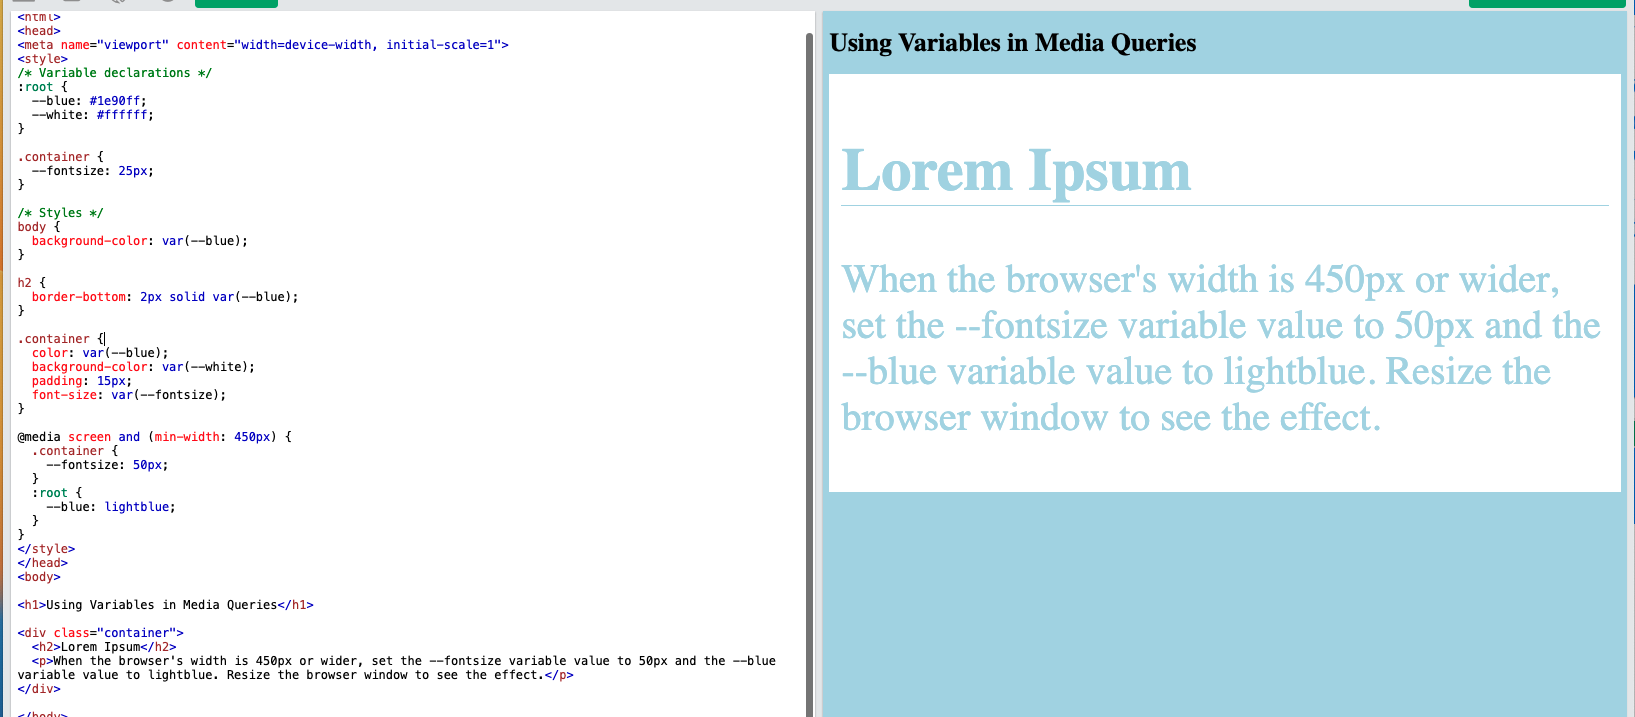 <html>
<head>
<meta name="viewport" content="width=device-width, initial-scale=1">
<style>
/* Variable declarations */
:root {
  --blue: #1e90ff;
  --white: #ffffff;
}
.container {
  --fontsize: 25px;
}
/* Styles */
body {
  background-color: var(--blue);
}
h2 {
  border-bottom: 2px solid var(--blue);
}
.container {
  color: var(--blue);
  background-color: var(--white);
  padding: 15px;
  font-size: var(--fontsize);
}
@media screen and (min-width: 450px) {
  .container {
    --fontsize: 50px;
  }
  :root {
    --blue: lightblue;
  }
}
</style>
</head>
<body>
<h1>Using Variables in Media Queries</h1>
<div class="container">
  <h2>Lorem Ipsum</h2>
  <p>When the browser's width is 450px or wider, set the --fontsize variable value to 50px and the --blue
variable value to lightblue. Resize the browser window to see the effect.</p>
</div>
</body>
Using Variables in Media Queries
Lorem Ipsum
When the browser's width is 450px or wider,
set the --fontsize variable value to 50px and the
--blue variable value to lightblue. Resize the
browser window to see the effect.